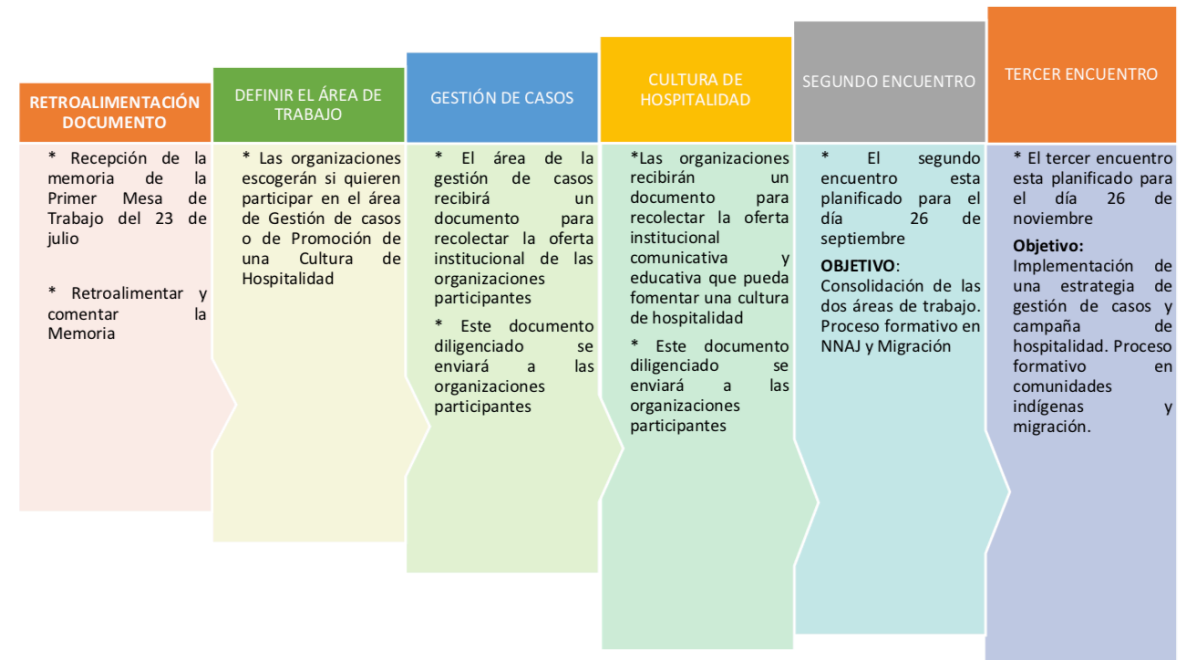 RETROALIMENTACIÓN
DOCUMENTO
* Recepción de la
memoria de la
Primer Mesa de
Trabajo del 23 de
julio
* Retroalimentar y
comentar la
Memoria
DEFINIR EL ÁREA DE
TRABAJO
* Las organizaciones
escogerán si quieren
participar en el área
de Gestión de casos
o de Promoción de
una Cultura de
Hospitalidad
GESTIÓN DE CASOS
* El área de la
gestión de casos
recibirá un
documento para
recolectar la oferta
institucional de las
organizaciones
participantes
* Este documento
diligenciado se
enviará a las
organizaciones
participantes
CULTURA DE
HOSPITALIDAD
*Las organizaciones
recibirán un
documento para
recolectar la oferta
institucional
comunicativa y
educativa que pueda
fomentar una cultura
de hospitalidad
* Este documento
diligenciado se
enviará a las
organizaciones
participantes
SEGUNDO ENCUENTRO
* El segundo
encuentro esta
planificado para el
día 26 de
septiembre
OBJETIVO:
Consolidación de las
dos áreas de trabajo.
Proceso formativo en
NNAJ y Migración
TERCER ENCUENTRO
* El tercer encuentro
esta planificado para
el día 26 de
noviembre
Objetivo:
Implementación de
una estrategia de
gestión de casos y
campaña de
hospitalidad. Proceso
formativo en
comunidades
indígenas y
migración.